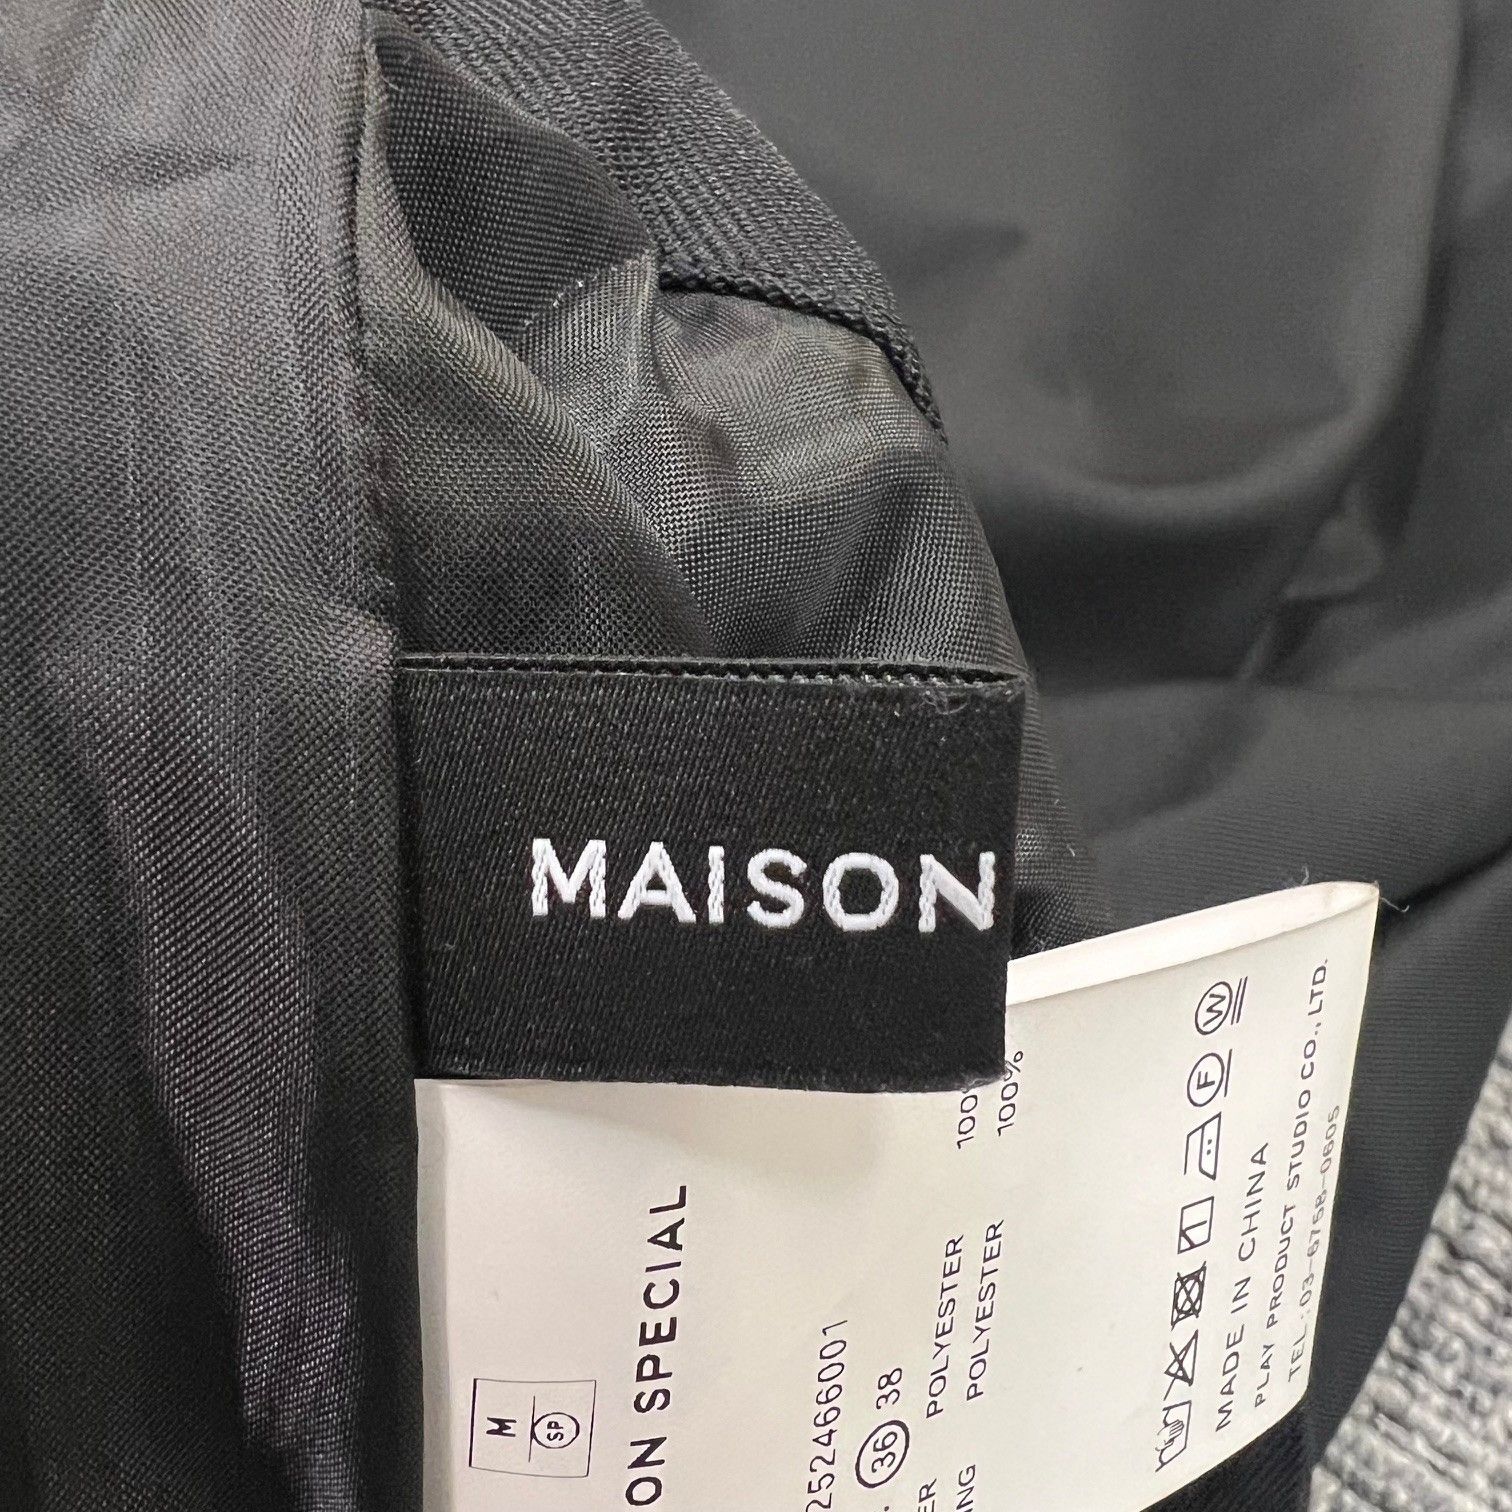 MAISON
M
SP
ON SPECIAL
252466001
36 38
ER POLYESTER 100%
ING POLYESTER 100%
W
F
MADE IN CHINA
PLAY PRODUCT STUDIO CO., LTD.
TEL.:03-6758-0605